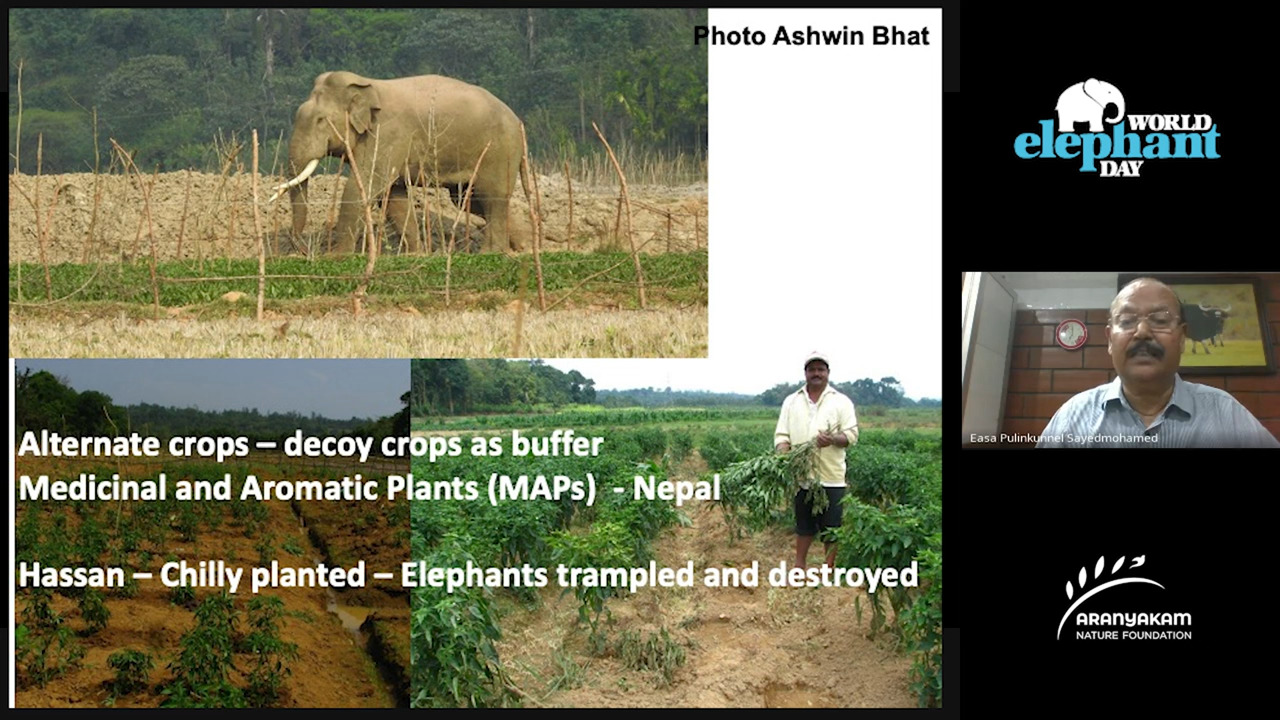 Photo Ashwin Bhat
Alternate crops – decoy crops as buffer
Medicinal and Aromatic Plants (MAPs)  - Nepal
Hassan – Chilly planted – Elephants trampled and destroyed
WORLD
elephant
DAY
Easa Pulinkunnel Sayedmohamed
ARANYAKAM
NATURE FOUNDATION